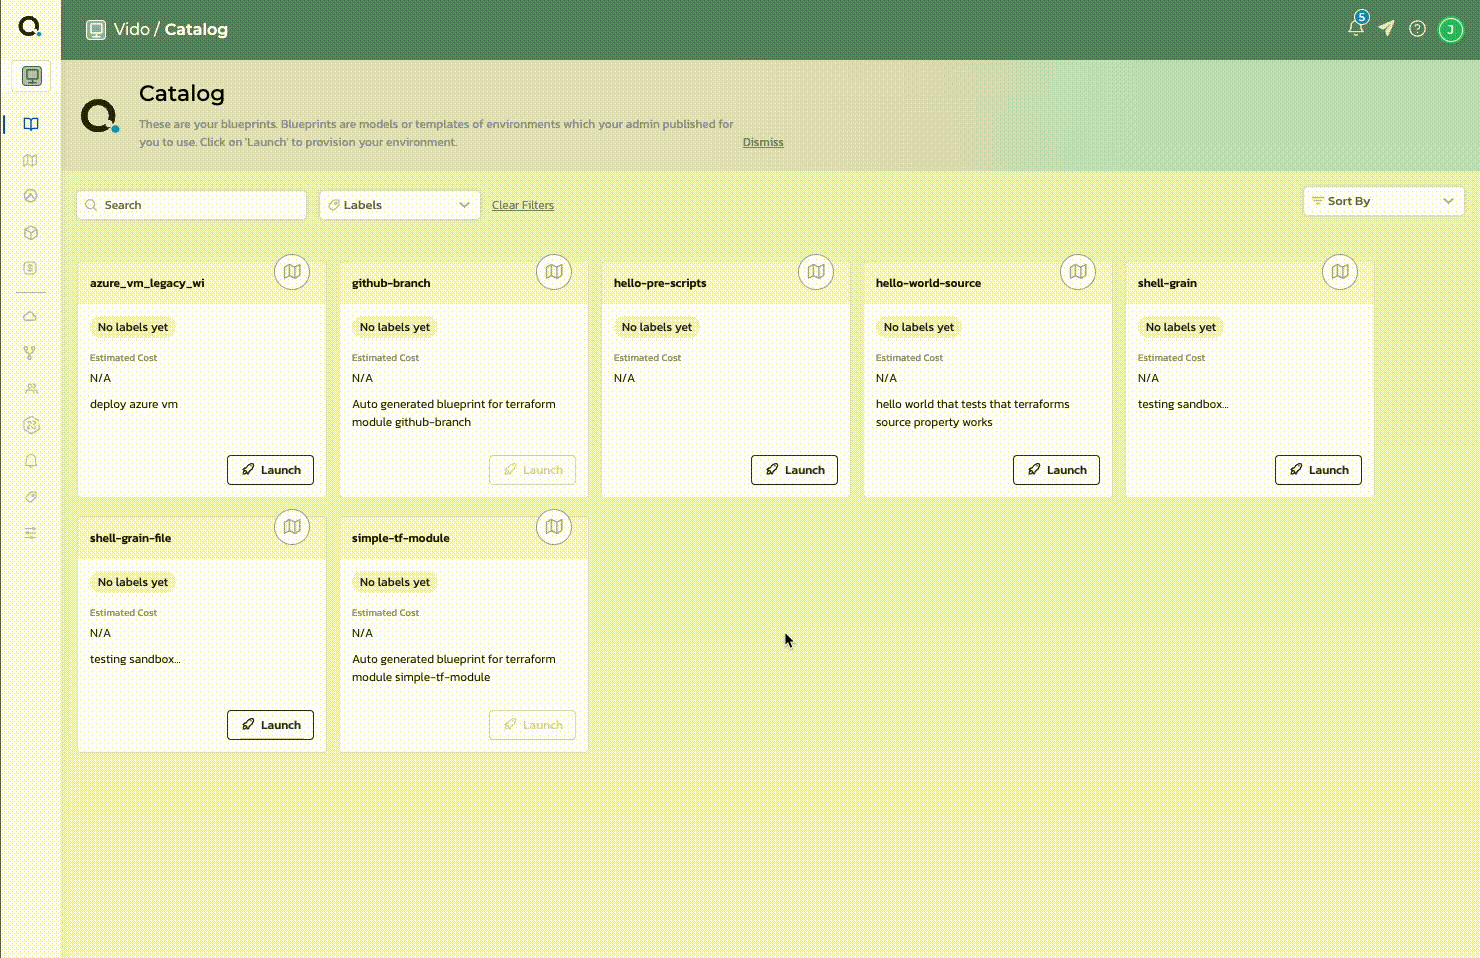 Vido / Catalog
5
J
Catalog
These are your blueprints. Blueprints are models or templates of environments which your admin published for
you to use. Click on 'Launch' to provision your environment.
Dismiss
Search
Labels
Clear Filters
Sort By
azure_vm_legacy_wi
No labels yet
Estimated Cost
N/A
deploy azure vm
Launch
github-branch
No labels yet
Estimated Cost
N/A
Auto generated blueprint for terraform
module github-branch
Launch
hello-pre-scripts
No labels yet
Estimated Cost
N/A
Launch
hello-world-source
No labels yet
Estimated Cost
N/A
hello world that tests that terraforms
source property works
Launch
shell-grain
No labels yet
Estimated Cost
N/A
testing sandbox...
Launch
shell-grain-file
No labels yet
Estimated Cost
N/A
testing sandbox...
Launch
simple-tf-module
No labels yet
Estimated Cost
N/A
Auto generated blueprint for terraform
module simple-tf-module
Launch